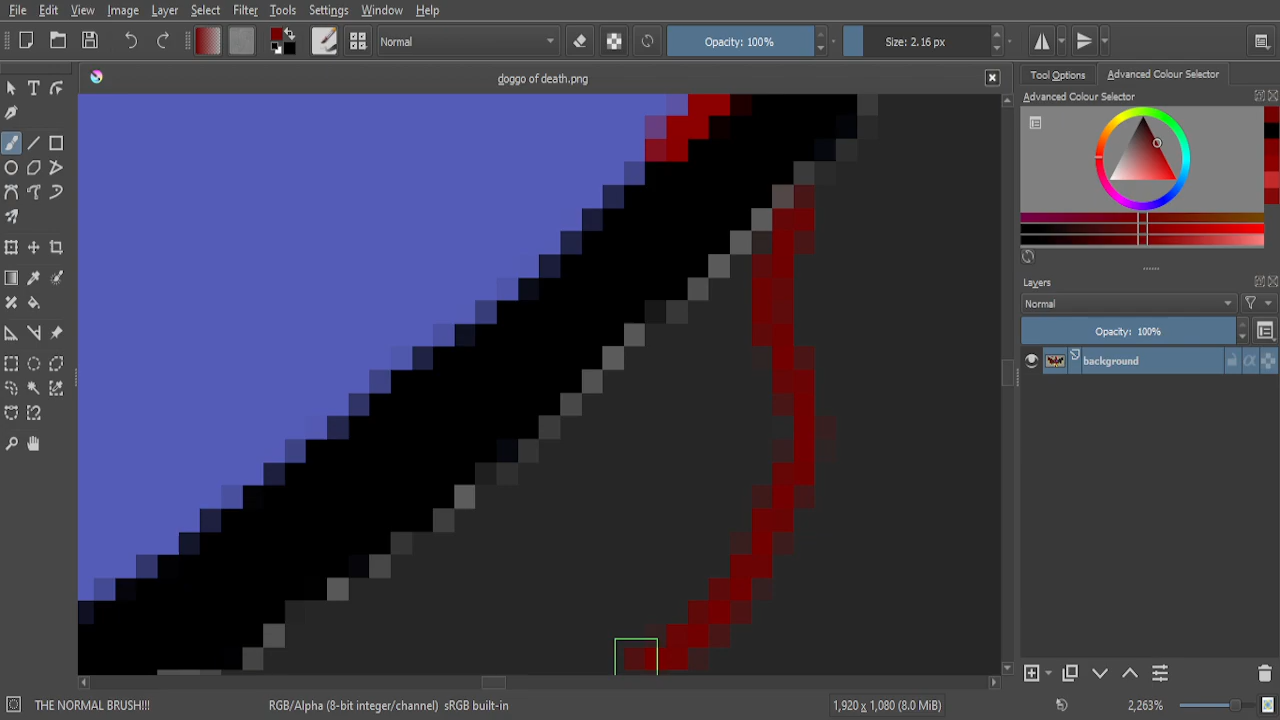 File Edit View Image Layer Select Filter Tools Settings Window Help
Normal Opacity: 100% Size: 2.16 px
doggo of death.png
Tool Options Advanced Colour Selector
Advanced Colour Selector
Layers
Normal
Opacity: 100%
background
THE NORMAL BRUSH!!! RGB/Alpha (8-bit integer/channel) sRGB built-in 1,920 x 1,080 (8.0 MiB) 2,263%